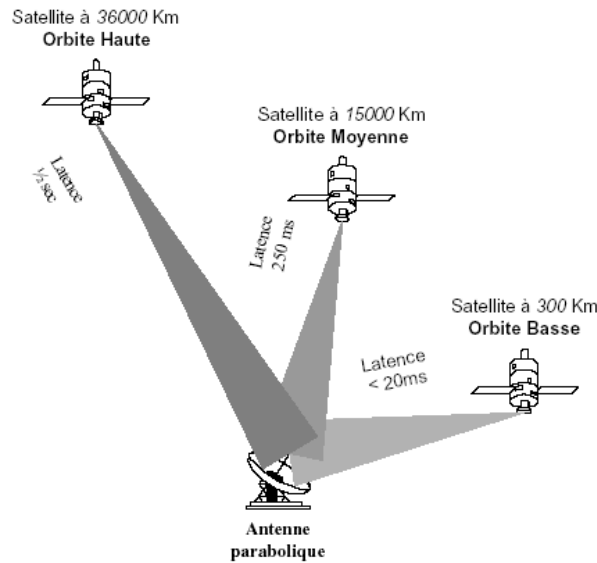 Satellite à 36000 Km
Orbite Haute
Latence
½ sec
Satellite à 15000 Km
Orbite Moyenne
Latence
250 ms
Satellite à 300 Km
Orbite Basse
Latence
< 20ms
Antenne
parabolique